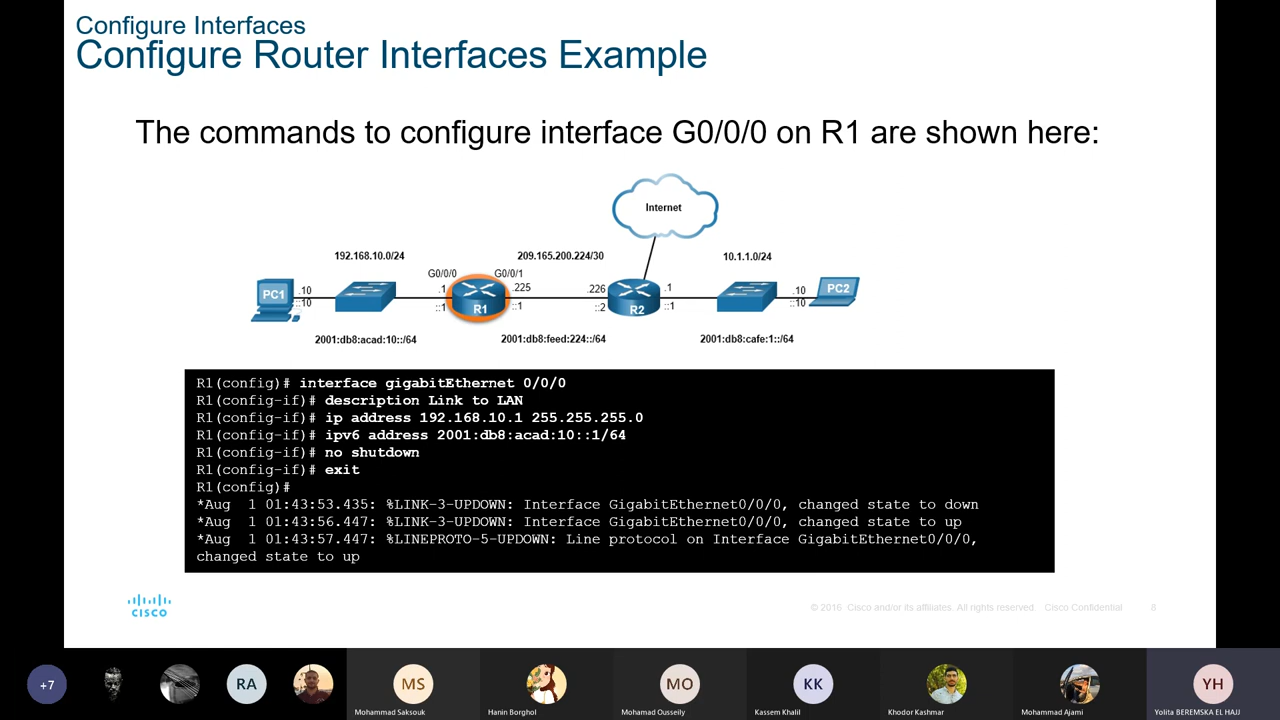 Configure Interfaces
Configure Router Interfaces Example
The commands to configure interface G0/0/0 on R1 are shown here:
Internet
192.168.10.0/24
209.165.200.224/30
10.1.1.0/24
G0/0/0
G0/0/1
PC1
.10
::10
.1
::1
R1
.225
::1
.226
::2
R2
.1
::1
.10
::10
PC2
2001:db8:acad:10::/64
2001:db8:feed:224::/64
2001:db8:cafe:1::/64
R1(config)# interface gigabitEthernet 0/0/0
R1(config-if)# description Link to LAN
R1(config-if)# ip address 192.168.10.1 255.255.255.0
R1(config-if)# ipv6 address 2001:db8:acad:10::1/64
R1(config-if)# no shutdown
R1(config-if)# exit
R1(config)#
*Aug  1 01:43:53.435: %LINK-3-UPDOWN: Interface GigabitEthernet0/0/0, changed state to down
*Aug  1 01:43:56.447: %LINK-3-UPDOWN: Interface GigabitEthernet0/0/0, changed state to up
*Aug  1 01:43:57.447: %LINEPROTO-5-UPDOWN: Line protocol on Interface GigabitEthernet0/0/0,
changed state to up
CISCO
© 2016 Cisco and/or its affiliates. All rights reserved. Cisco Confidential
8
+7
RA
MS
MO
KK
YH
Mohammad Saksouk
Hanin Borghol
Mohamad Ousseily
Kassem Khalil
Khodor Kashmar
Mohammad Ajami
Yolita BEREMSKA EL HAJJ